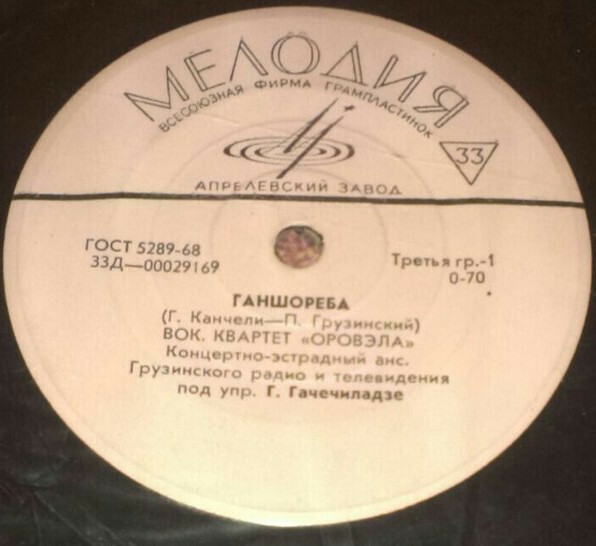 МЕЛОДИЯ
ВСЕСОЮЗНАЯ ФИРМА ГРАМПЛАСТИНОК
33
АПРЕЛЕВСКИЙ ЗАВОД
ГОСТ 5289-68
33Д—00029169
Третья гр.-1
0-70
ГАНШОРЕБА
(Г. Канчели—П. Грузинский)
ВОК. КВАРТЕТ «ОРОВЭЛА»
Концертно-эстрадный анс.
Грузинского радио и телевидения
под упр. Г. Гачечиладзе